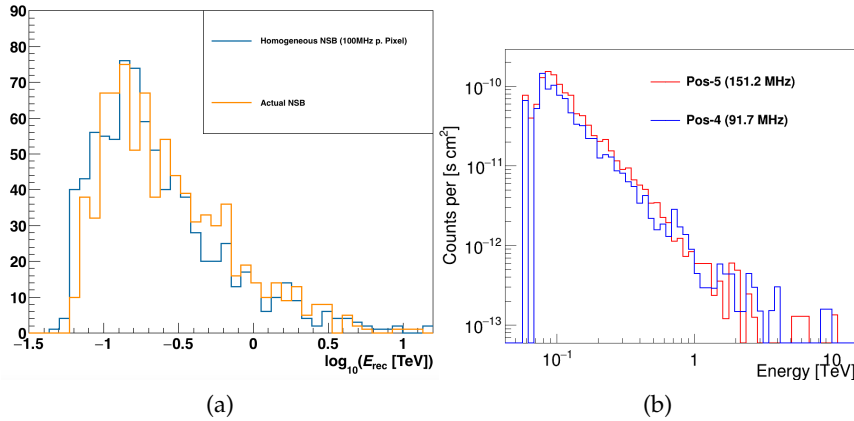 90
80
70
60
50
40
30
20
10
0
−1.5 −1 −0.5 0 0.5 1
log10(Erec [TeV])
Homogeneous NSB (100MHz p. Pixel)
Actual NSB
(a)
Counts per [s cm²]
10⁻¹⁰
10⁻¹¹
10⁻¹²
10⁻¹³
10⁻¹ 1 10
Energy [TeV]
Pos-5 (151.2 MHz)
Pos-4 (91.7 MHz)
(b)